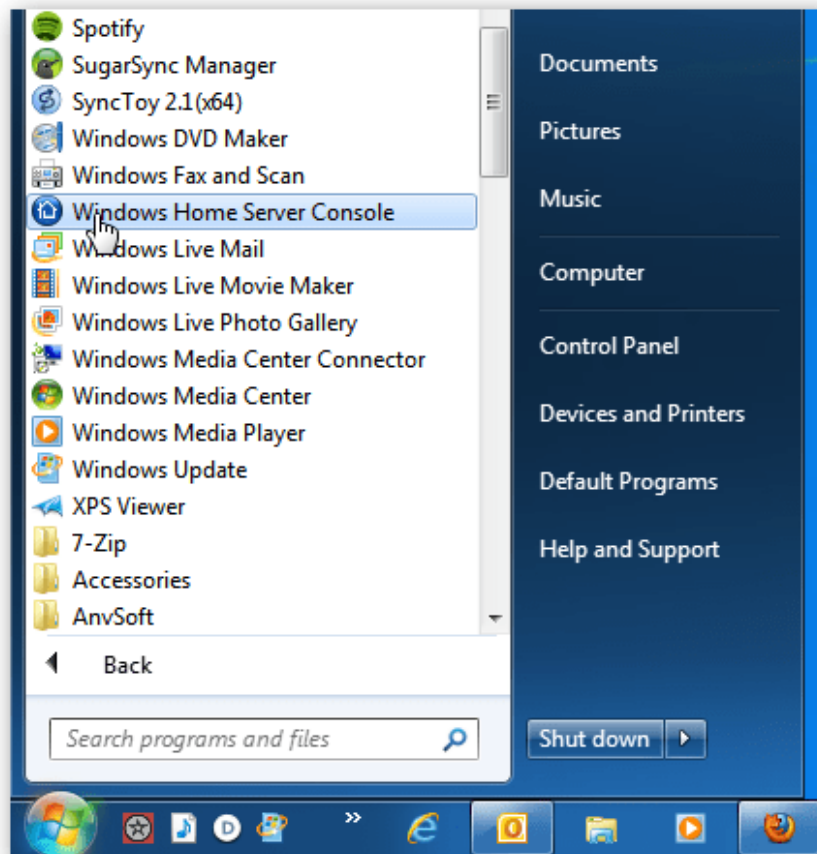 Spotify
SugarSync Manager
SyncToy 2.1(x64)
Windows DVD Maker
Windows Fax and Scan
Windows Home Server Console
Windows Live Mail
Windows Live Movie Maker
Windows Live Photo Gallery
Windows Media Center Connector
Windows Media Center
Windows Media Player
Windows Update
XPS Viewer
7-Zip
Accessories
AnvSoft
Back
Search programs and files
Documents
Pictures
Music
Computer
Control Panel
Devices and Printers
Default Programs
Help and Support
Shut down